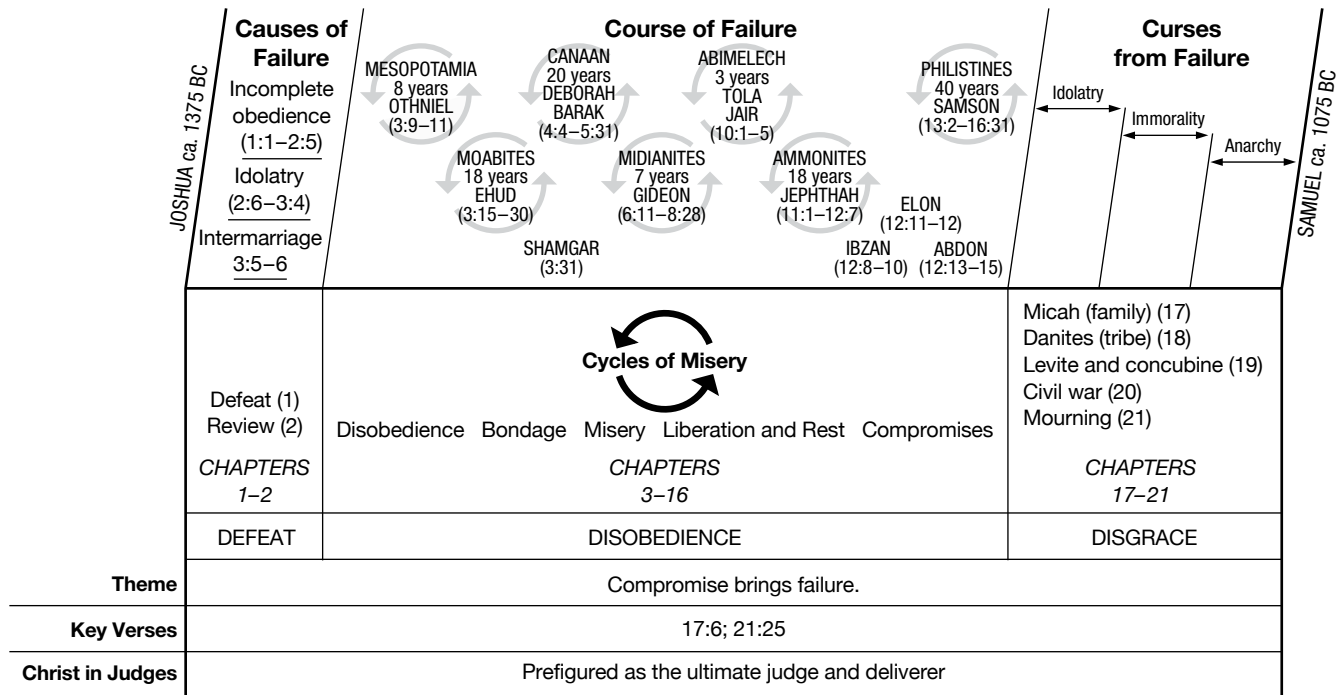 JOSHUA ca. 1375 BC
Causes of
Failure
Incomplete
obedience
(1:1–2:5)
Idolatry
(2:6–3:4)
Intermarriage
3:5–6
Course of Failure
MESOPOTAMIA
8 years
OTHNIEL
(3:9–11)
MOABITES
18 years
EHUD
(3:15–30)
SHAMGAR
(3:31)
CANAAN
20 years
DEBORAH
BARAK
(4:4–5:31)
MIDIANITES
7 years
GIDEON
(6:11–8:28)
ABIMELECH
3 years
TOLA
JAIR
(10:1–5)
AMMONITES
18 years
JEPHTHAH
(11:1–12:7)
IBZAN
(12:8–10)
ELON
(12:11–12)
ABDON
(12:13–15)
PHILISTINES
40 years
SAMSON
(13:2–16:31)
Curses
from Failure
Idolatry
Immorality
Anarchy
SAMUEL ca. 1075 BC
Defeat (1)
Review (2)
CHAPTERS
1–2
Cycles of Misery
Disobedience Bondage Misery Liberation and Rest Compromises
CHAPTERS
3–16
Micah (family) (17)
Danites (tribe) (18)
Levite and concubine (19)
Civil war (20)
Mourning (21)
CHAPTERS
17–21
DEFEAT DISOBEDIENCE DISGRACE
Theme Compromise brings failure.
Key Verses 17:6; 21:25
Christ in Judges Prefigured as the ultimate judge and deliverer